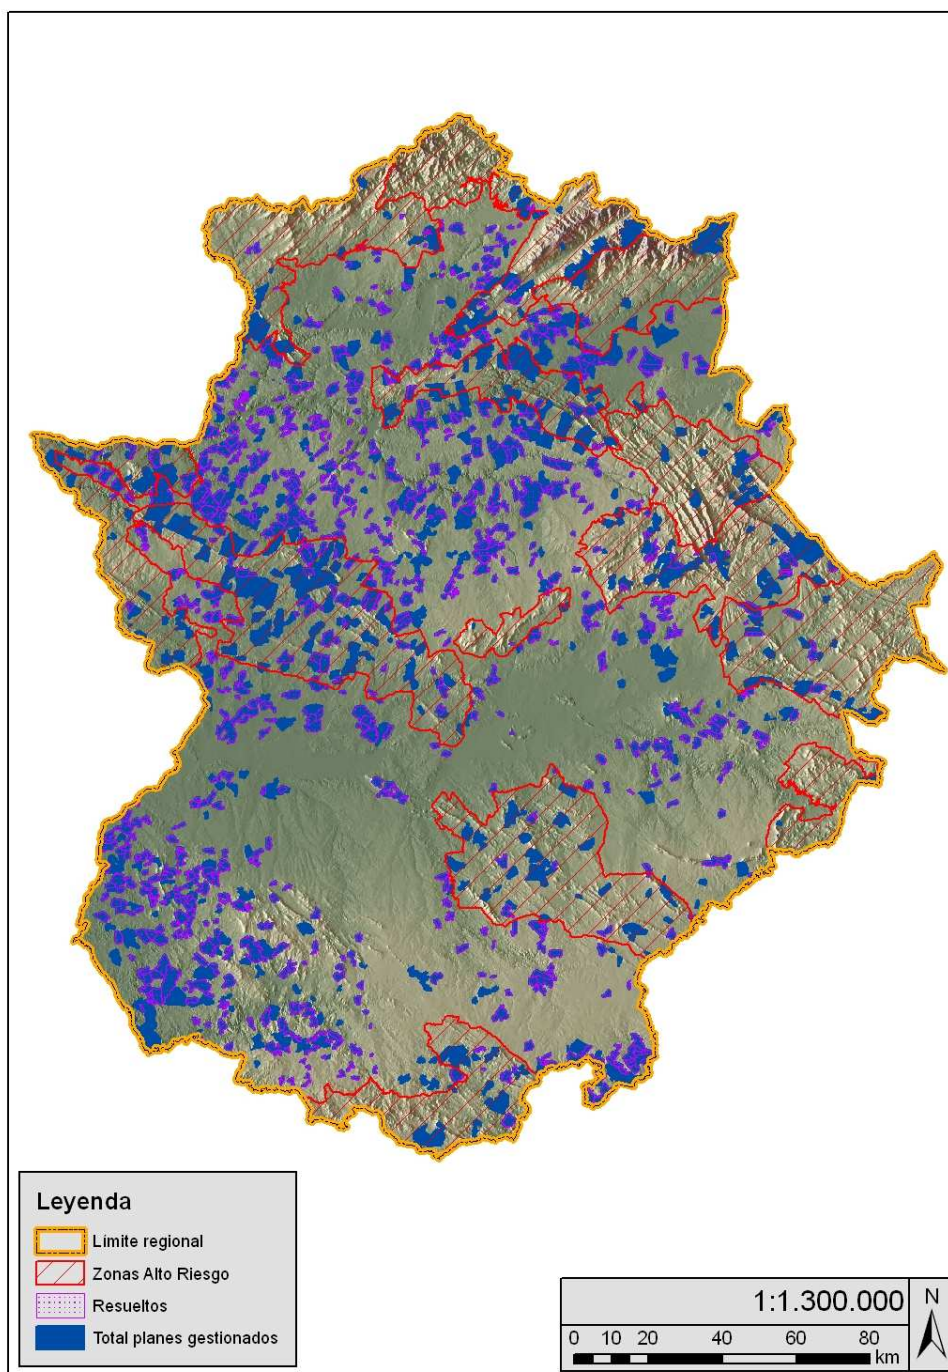 Leyenda
Límite regional
Zonas Alto Riesgo
Resueltos
Total planes gestionados
1:1.300.000
N
0 10 20 40 60 80
km